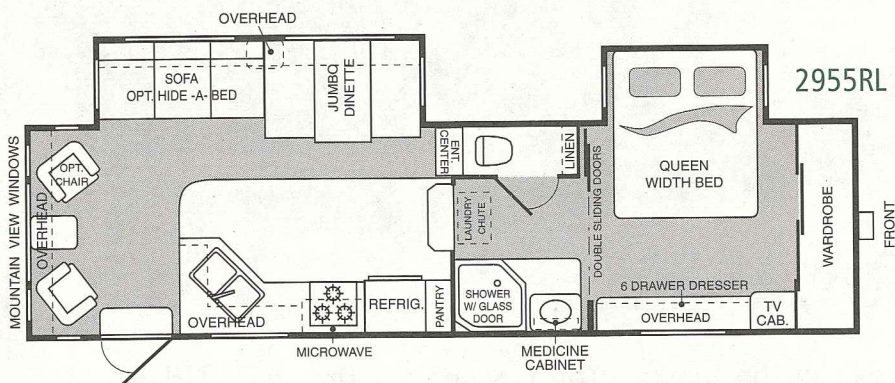 OVERHEAD
2955RL
SOFA
OPT. HIDE -A- BED
JUMBO
DINETTE
MOUNTAIN VIEW WINDOWS
OPT.
CHAIR
OVERHEAD
ENT.
CENTER
LINEN
DOUBLE SLIDING DOORS
QUEEN
WIDTH BED
WARDROBE
FRONT
LAUNDRY
CHUTE
OVERHEAD
REFRIG.
PANTRY
SHOWER
W/ GLASS
DOOR
6 DRAWER DRESSER
OVERHEAD
TV
CAB.
MICROWAVE
MEDICINE
CABINET